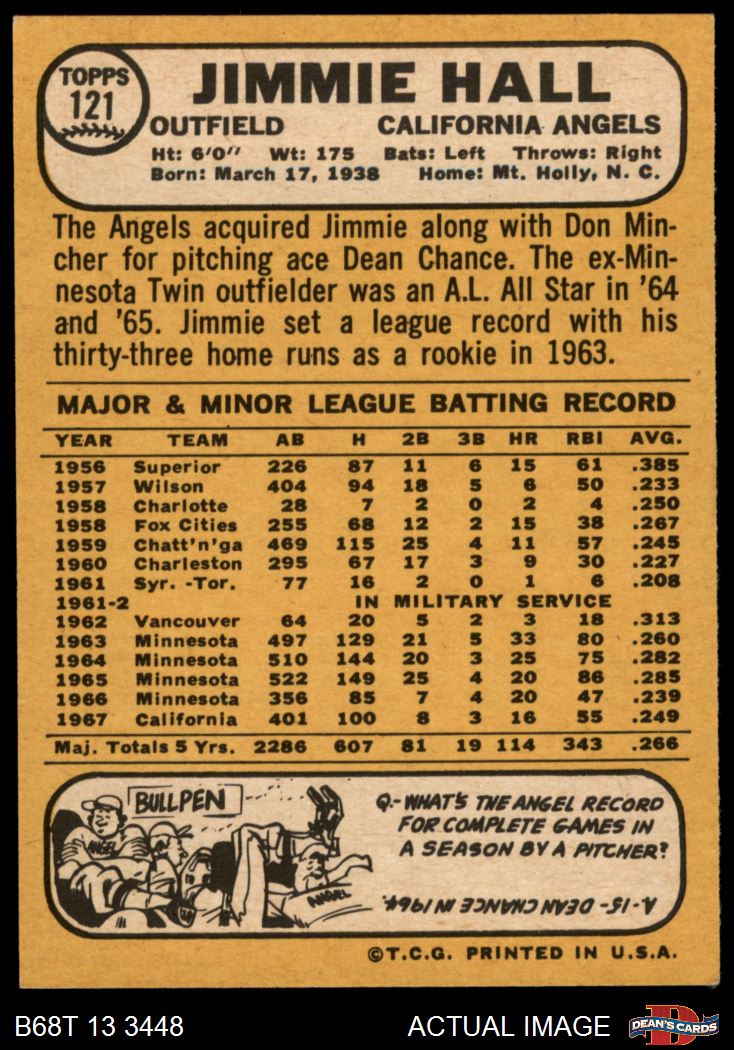 TOPPS
121
JIMMIE HALL
OUTFIELD CALIFORNIA ANGELS
Ht: 6'0" Wt: 175 Bats: Left Throws: Right
Born: March 17, 1938 Home: Mt. Holly, N. C.
The Angels acquired Jimmie along with Don Min-
cher for pitching ace Dean Chance. The ex-Min-
nesota Twin outfielder was an A.L. All Star in '64
and '65. Jimmie set a league record with his
thirty-three home runs as a rookie in 1963.
MAJOR & MINOR LEAGUE BATTING RECORD
YEAR TEAM AB H 2B 3B HR RBI AVG.
1956 Superior 226 87 11 6 15 61 .385
1957 Wilson 404 94 18 5 6 50 .233
1958 Charlotte 28 7 2 0 2 4 .250
1958 Fox Cities 255 68 12 2 15 38 .267
1959 Chatt'n'ga 469 115 25 4 11 57 .245
1960 Charleston 295 67 17 3 9 30 .227
1961 Syr. -Tor. 77 16 2 0 1 6 .208
1961-2 IN MILITARY SERVICE
1962 Vancouver 64 20 5 2 3 18 .313
1963 Minnesota 497 129 21 5 33 80 .260
1964 Minnesota 510 144 20 3 25 75 .282
1965 Minnesota 522 149 25 4 20 86 .285
1966 Minnesota 356 85 7 4 20 47 .239
1967 California 401 100 8 3 16 55 .249
Maj. Totals 5 Yrs. 2286 607 81 19 114 343 .266
BULLPEN
ANGEL
ANGEL
Q.- WHAT'S THE ANGEL RECORD
FOR COMPLETE GAMES IN
A SEASON BY A PITCHER?
A-15- DEAN CHANCE IN 1964.
©T.C.G. PRINTED IN U.S.A.
B68T 13 3448 ACTUAL IMAGE
DEAN'S CARDS